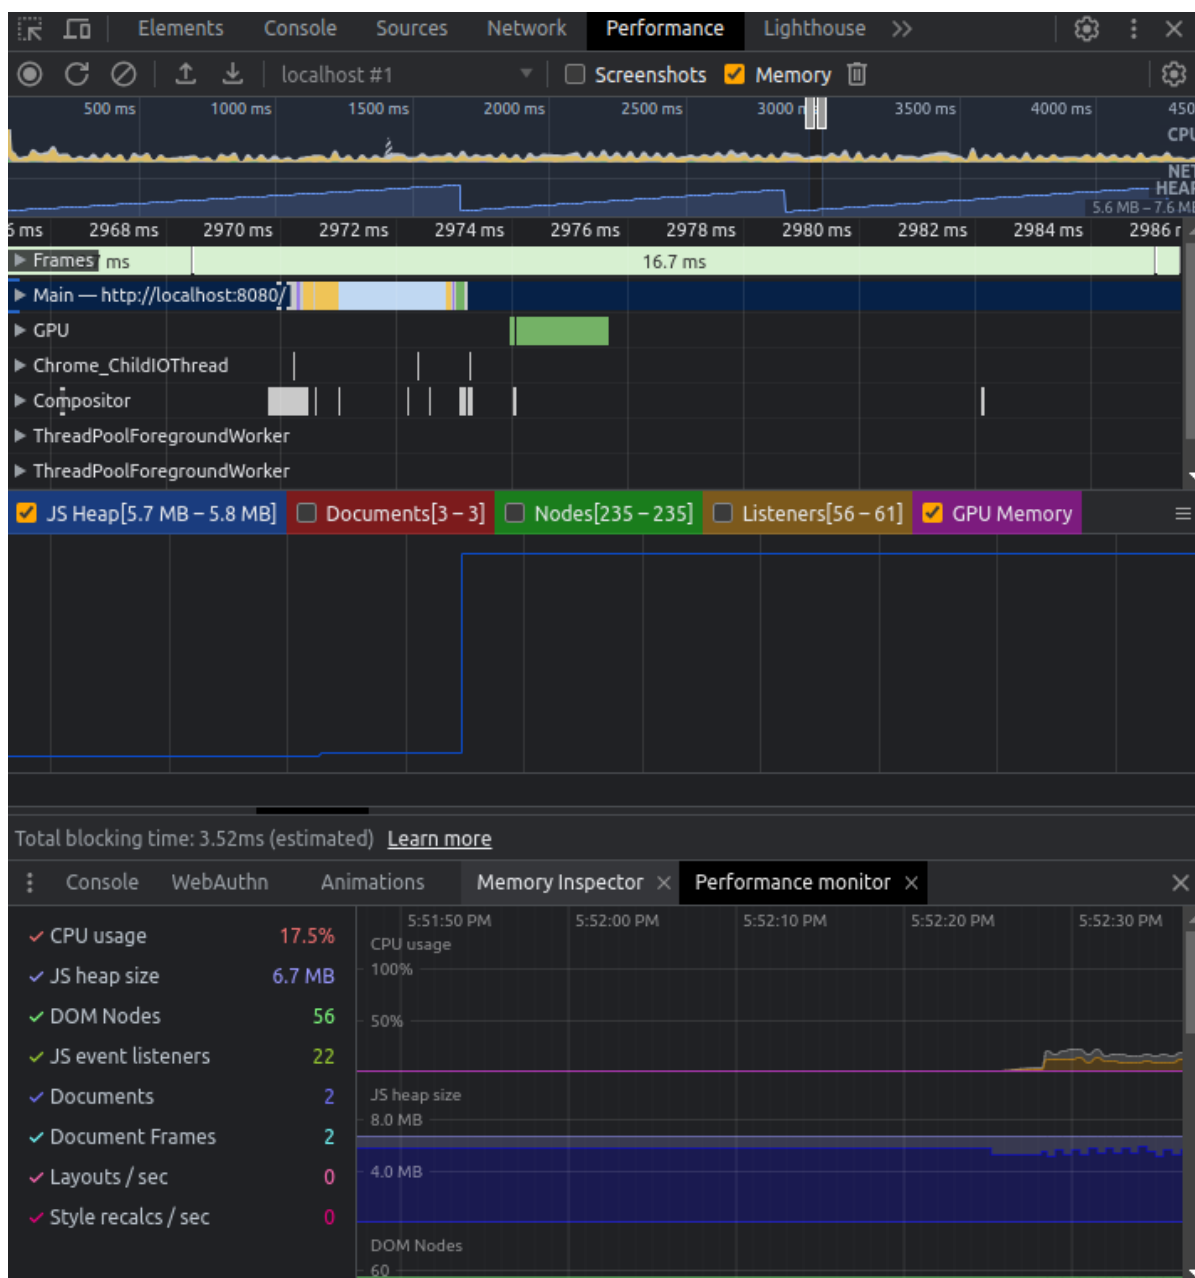 Elements Console Sources Network Performance Lighthouse >>
localhost #1 Screenshots Memory
500 ms 1000 ms 1500 ms 2000 ms 2500 ms 3000 m 3500 ms 4000 ms 450
CPU
NET
HEAP
5.6 MB – 7.6 MB
6 ms 2968 ms 2970 ms 2972 ms 2974 ms 2976 ms 2978 ms 2980 ms 2982 ms 2984 ms 2986 r
Frames ms 16.7 ms
Main — http://localhost:8080/
GPU
Chrome_ChildIOThread
Compositor
ThreadPoolForegroundWorker
ThreadPoolForegroundWorker
JS Heap[5.7 MB – 5.8 MB] Documents[3 – 3] Nodes[235 – 235] Listeners[56 – 61] GPU Memory
Total blocking time: 3.52ms (estimated) Learn more
Console WebAuthn Animations Memory Inspector × Performance monitor ×
CPU usage 17.5%
JS heap size 6.7 MB
DOM Nodes 56
JS event listeners 22
Documents 2
Document Frames 2
Layouts / sec 0
Style recalcs / sec 0
5:51:50 PM 5:52:00 PM 5:52:10 PM 5:52:20 PM 5:52:30 PM
CPU usage
100%
50%
JS heap size
8.0 MB
4.0 MB
DOM Nodes
60